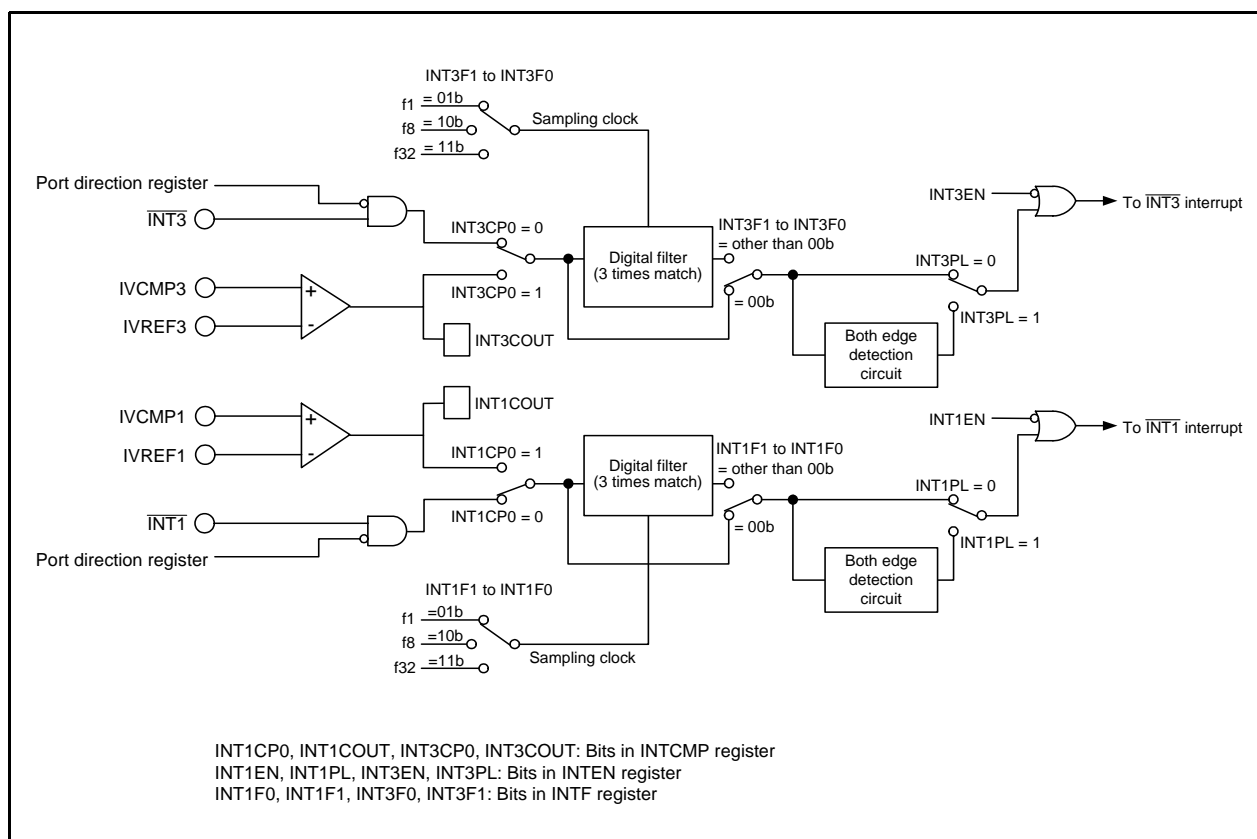 INT3F1 to INT3F0
f1 = 01b
f8 = 10b
f32 = 11b
Sampling clock
Port direction register
INT3
INT3CP0 = 0
IVCMP3
+
IVREF3
-
INT3CP0 = 1
INT3COUT
Digital filter
(3 times match)
INT3F1 to INT3F0
= other than 00b
= 00b
INT3EN
To INT3 interrupt
INT3PL = 0
INT3PL = 1
Both edge
detection
circuit
IVCMP1
+
IVREF1
-
INT1COUT
INT1CP0 = 1
INT1
INT1CP0 = 0
Port direction register
Digital filter
(3 times match)
INT1F1 to INT1F0
= other than 00b
= 00b
INT1EN
To INT1 interrupt
INT1PL = 0
INT1PL = 1
Both edge
detection
circuit
INT1F1 to INT1F0
f1 =01b
f8 =10b
f32 =11b
Sampling clock
INT1CP0, INT1COUT, INT3CP0, INT3COUT: Bits in INTCMP register
INT1EN, INT1PL, INT3EN, INT3PL: Bits in INTEN register
INT1F0, INT1F1, INT3F0, INT3F1: Bits in INTF register